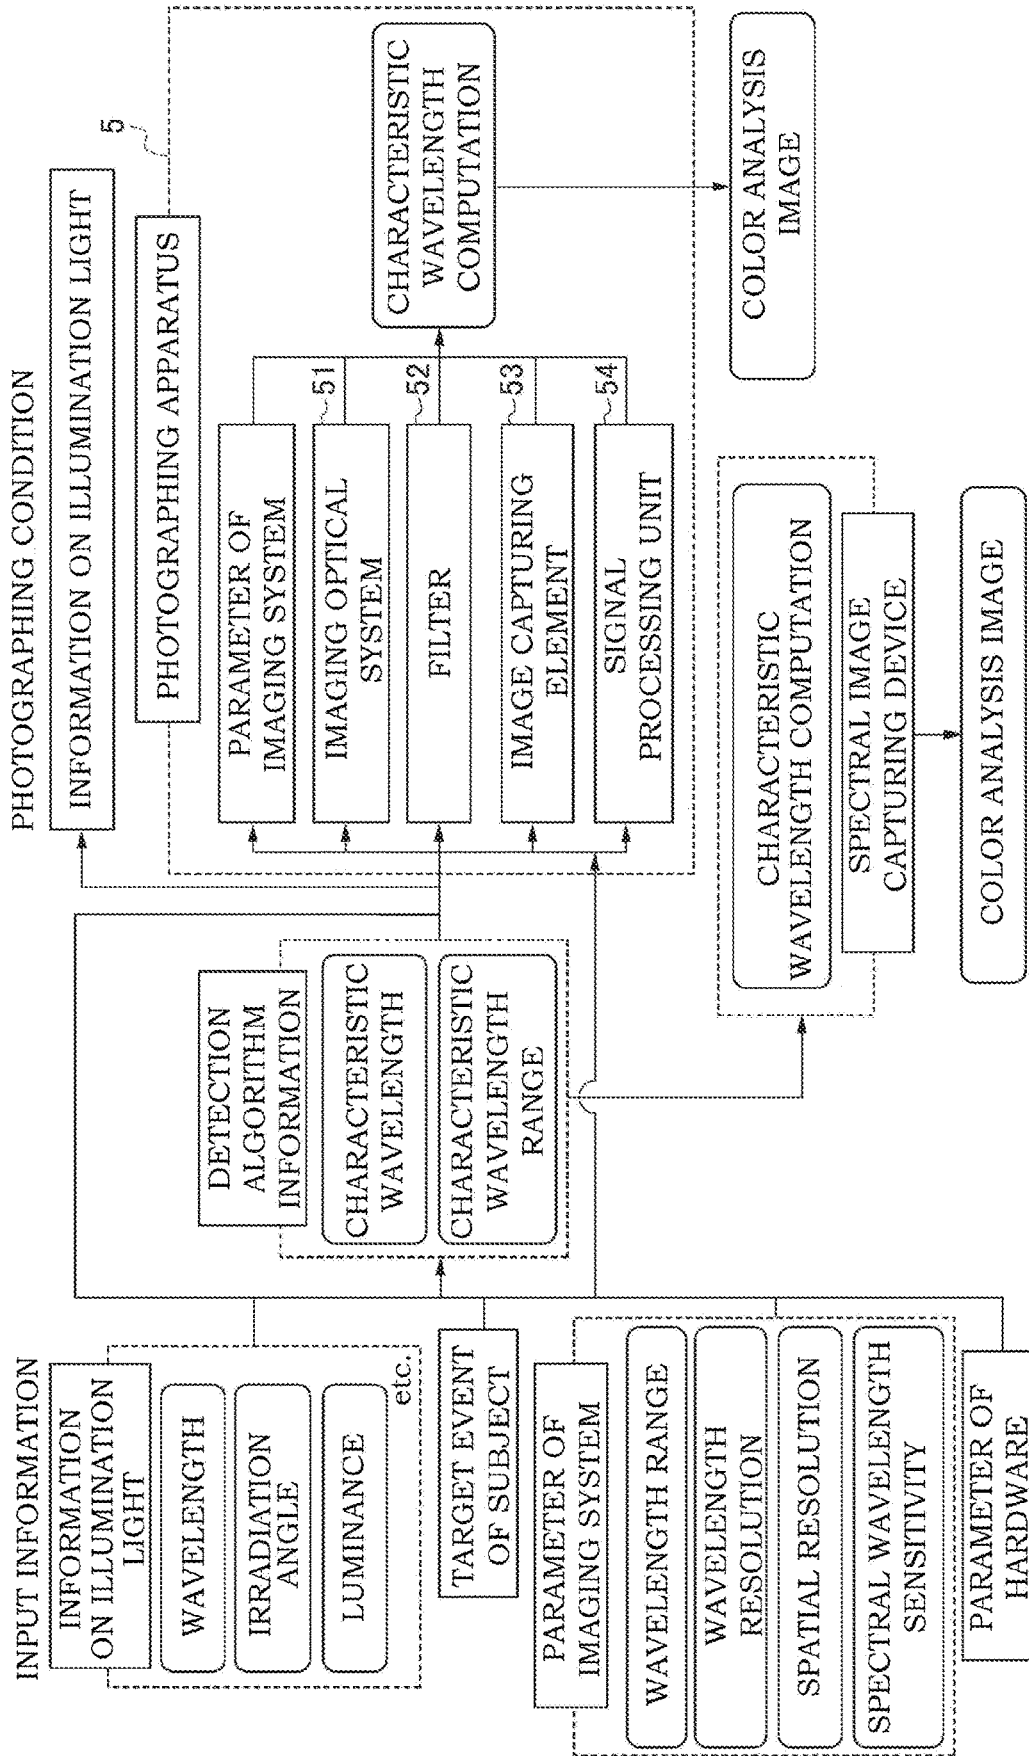 INPUT INFORMATION
INFORMATION
ON ILLUMINATION
LIGHT
WAVELENGTH
IRRADIATION
ANGLE
LUMINANCE
etc.
TARGET EVENT
OF SUBJECT
PARAMETER OF
IMAGING SYSTEM
WAVELENGTH RANGE
WAVELENGTH
RESOLUTION
SPATIAL RESOLUTION
SPECTRAL WAVELENGTH
SENSITIVITY
PARAMETER OF
HARDWARE
DETECTION
ALGORITHM
INFORMATION
CHARACTERISTIC
WAVELENGTH
CHARACTERISTIC
WAVELENGTH
RANGE
PHOTOGRAPHING CONDITION
INFORMATION ON ILLUMINATION LIGHT
5
PHOTOGRAPHING APPARATUS
PARAMETER OF
IMAGING SYSTEM
51
IMAGING OPTICAL
SYSTEM
52
FILTER
53
IMAGE CAPTURING
ELEMENT
54
SIGNAL
PROCESSING UNIT
CHARACTERISTIC
WAVELENGTH
COMPUTATION
COLOR ANALYSIS
IMAGE
CHARACTERISTIC
WAVELENGTH COMPUTATION
SPECTRAL IMAGE
CAPTURING DEVICE
COLOR ANALYSIS IMAGE